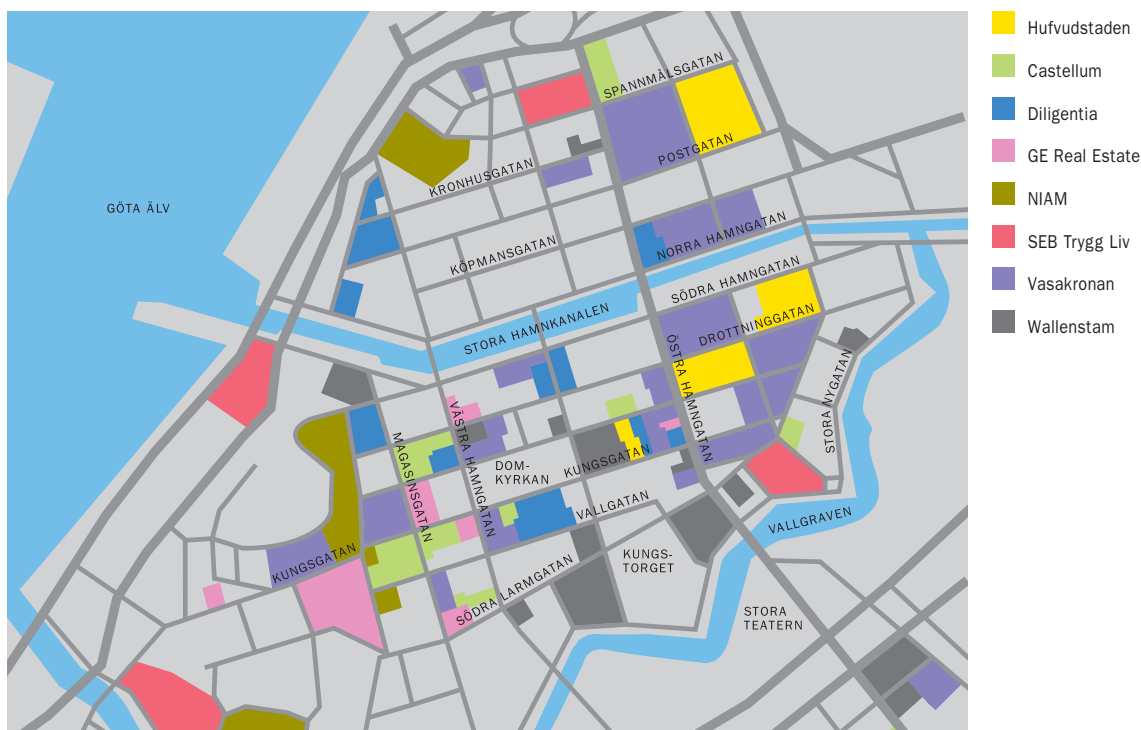 Hufvudstaden
Castellum
Diligentia
GE Real Estate
NIAM
SEB Trygg Liv
Vasakronan
Wallenstam
SPANNMÅLSGATAN
POSTGATAN
KRONHUSGATAN
GÖTA ÄLV
NORRA HAMNGATAN
KÖPMANSGATAN
SÖDRA HAMNGATAN
STORA HAMNKANALEN
DROTTNINGGATAN
ÖSTRA HAMNGATAN
STORA NYGATAN
VÄSTRA HAMNGATAN
MAGASINSGATAN
DOM-
KYRKAN
KUNGSGATAN
VALLGATAN
VALLGRAVEN
KUNGSGATAN
KUNGS-
TORGET
SÖDRA LARMGATAN
STORA
TEATERN